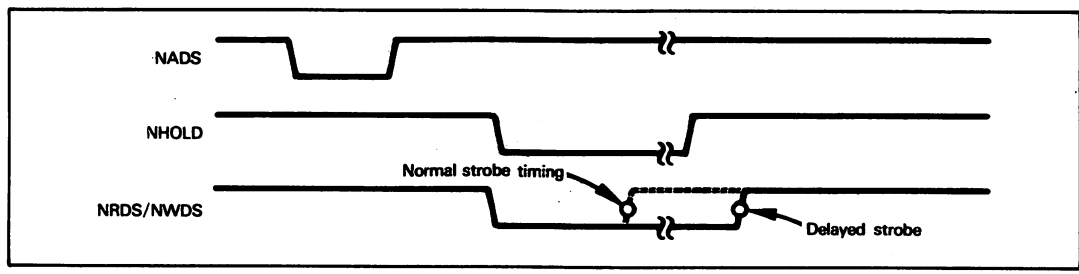 NADS
NHOLD
Normal strobe timing
NRDS/NWDS
Delayed strobe